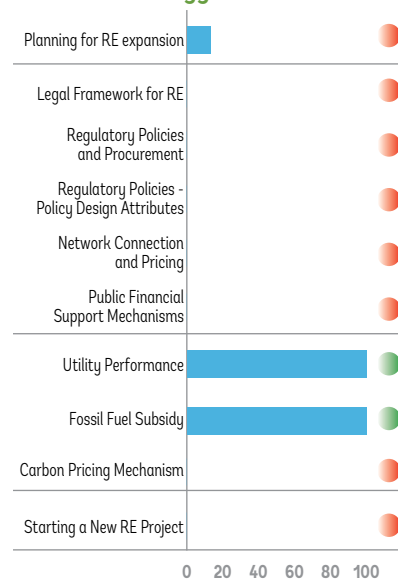 Planning for RE expansion
Legal Framework for RE
Regulatory Policies
and Procurement
Regulatory Policies -
Policy Design Attributes
Network Connection
and Pricing
Public Financial
Support Mechanisms
Utility Performance
Fossil Fuel Subsidy
Carbon Pricing Mechanism
Starting a New RE Project
0 20 40 60 80 100